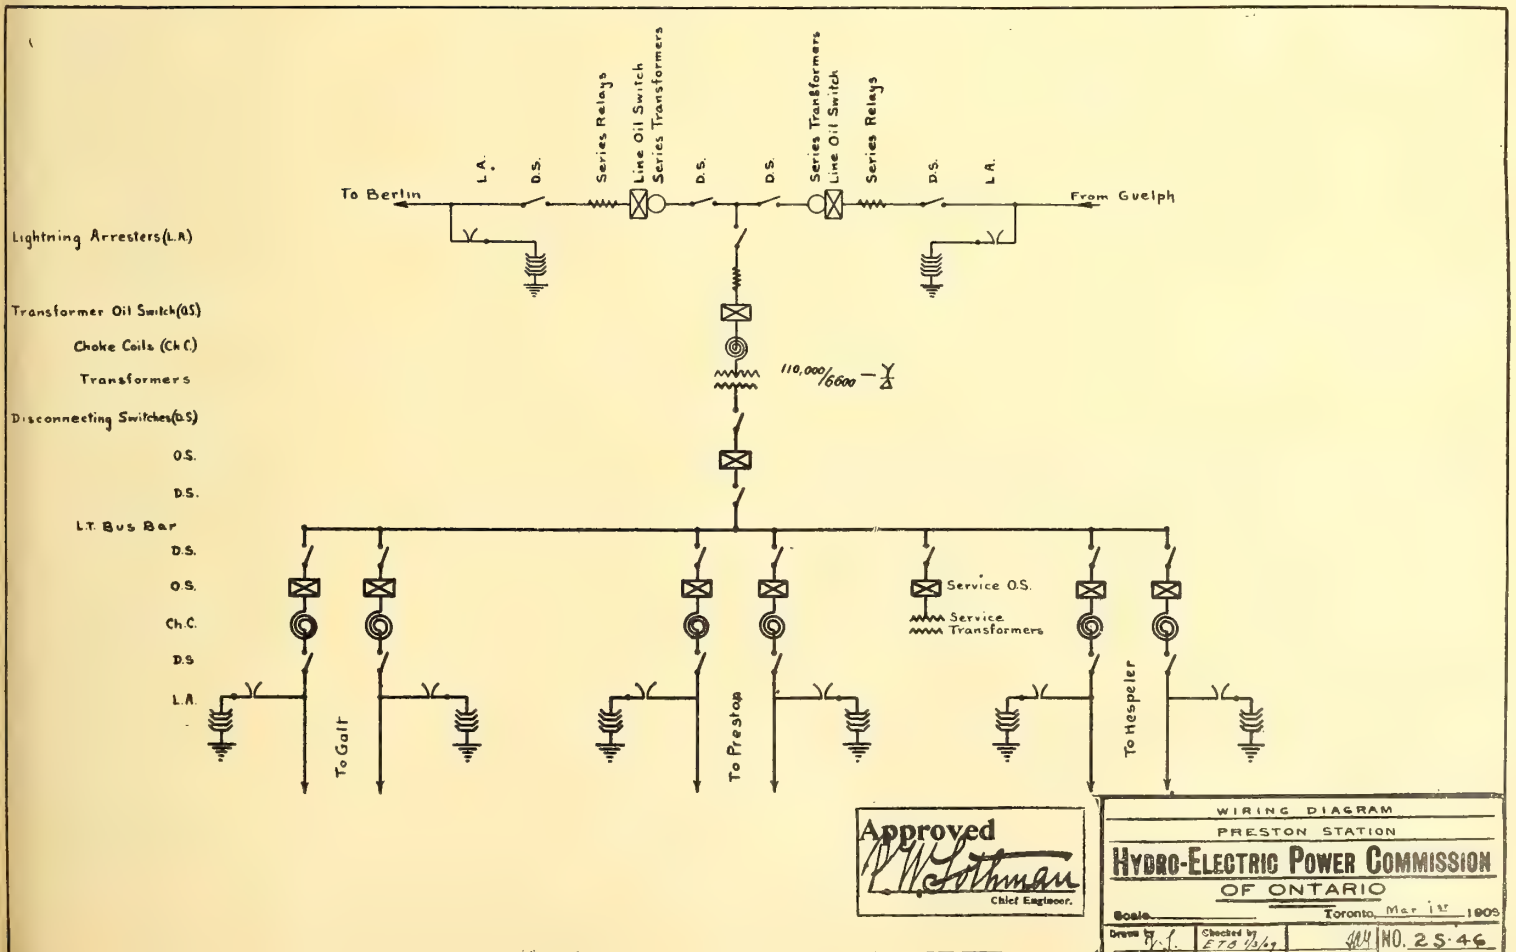 Series Relays
Line Oil Switch
Series Transformers
Series Transformers
Line Oil Switch
Series Relays
L.A.
D.S.
D.S.
D.S.
D.S.
L.A.
To Berlin
From Guelph
Lightning Arresters (L.A.)
Transformer Oil Switch (O.S.)
Choke Coils (Ch.C.)
Transformers
110,000/6600 - Y/Δ
Disconnecting Switches (D.S.)
O.S.
D.S.
L.T. Bus Bar
D.S.
O.S.
Service O.S.
Ch.C.
Service
Transformers
D.S
L.A.
To Galt
To Preston
To Hespeler
Approved
Chief Engineer.
WIRING DIAGRAM
PRESTON STATION
HYDRO-ELECTRIC POWER COMMISSION
OF ONTARIO
Scale Toronto, Mar 1st 1909
Drawn by Checked by NO. 25-46